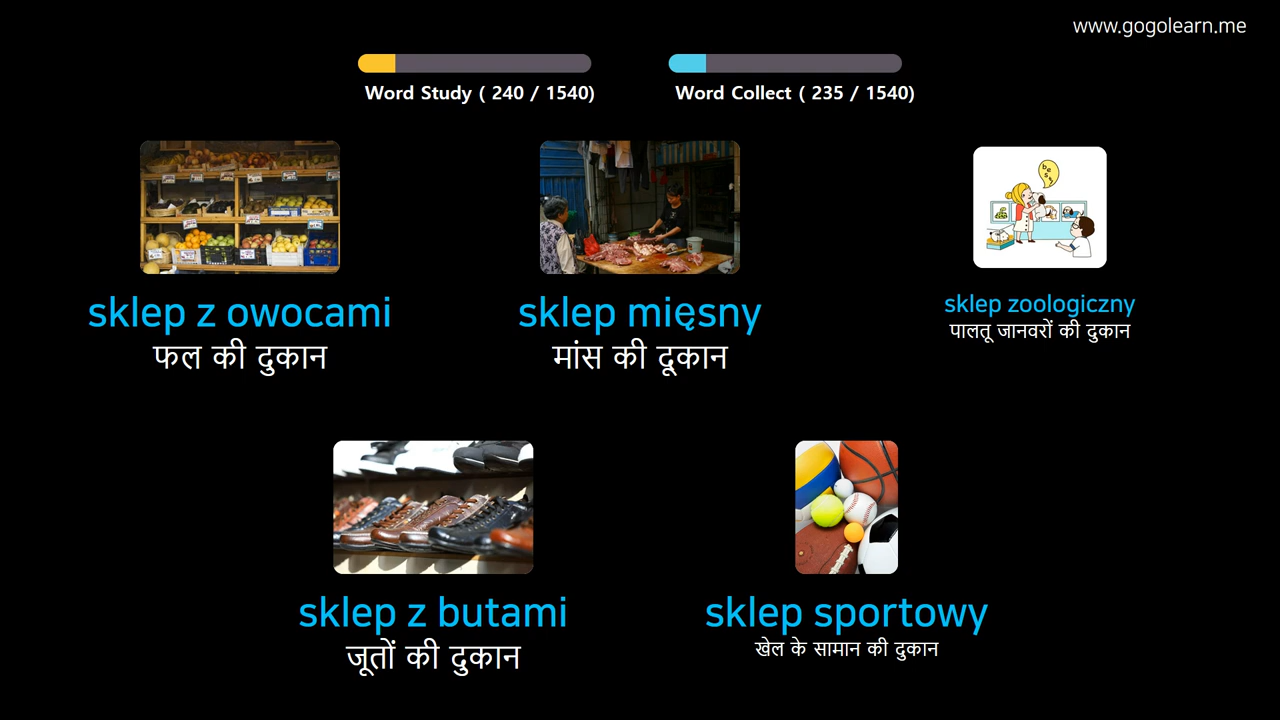 www.gogolearn.me
Word Study ( 240 / 1540)
Word Collect ( 235 / 1540)
sklep z owocami
फल की दुकान
sklep mięsny
मांस की दूकान
best
sklep zoologiczny
पालतू जानवरों की दुकान
sklep z butami
जूतों की दुकान
sklep sportowy
खेल के सामान की दुकान